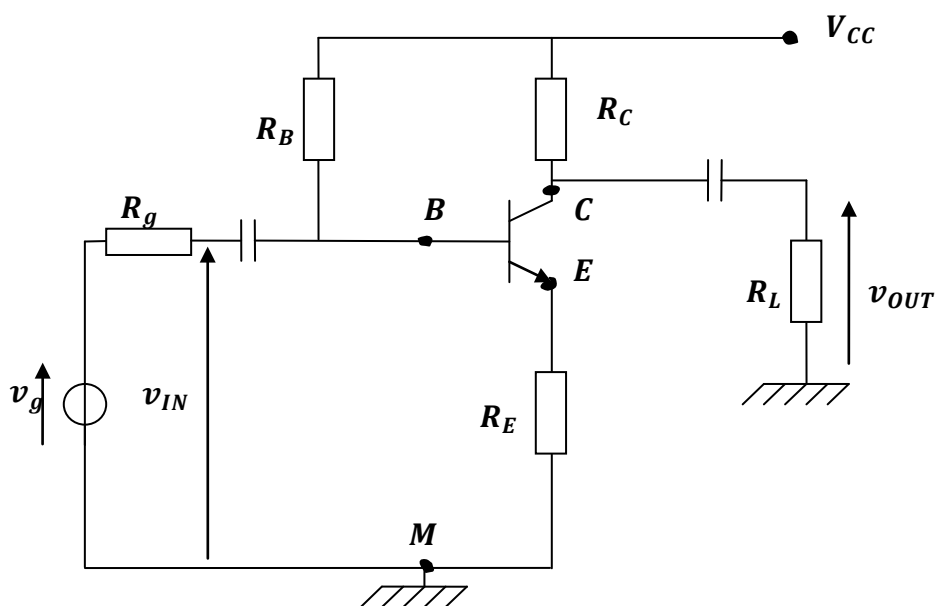 V_CC
R_B
R_C
R_g
B
C
E
R_L
v_OUT
v_g
v_IN
R_E
M